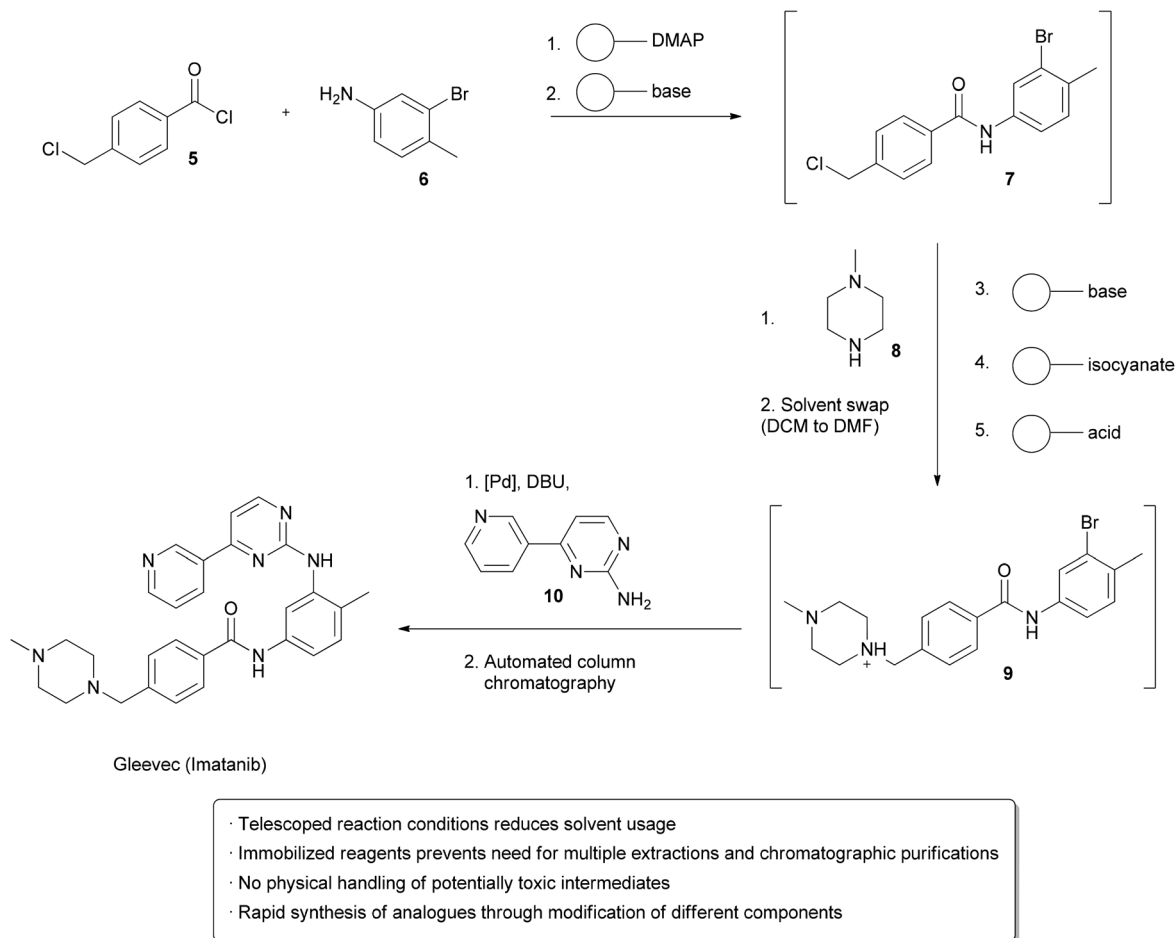 1. DMAP
2. base
O
Cl
Cl
5
+
H2N
Br
6
Br
O
N
H
Cl
7
1.
N
N
H
8
2. Solvent swap
(DCM to DMF)
3. base
4. isocyanate
5. acid
1. [Pd], DBU,
N
N
N
NH2
10
2. Automated column
chromatography
N
N
N
NH
O
N
H
N
N
Gleevec (Imatanib)
Br
O
N
H
N
NH
+
9
· Telescoped reaction conditions reduces solvent usage
· Immobilized reagents prevents need for multiple extractions and chromatographic purifications
· No physical handling of potentially toxic intermediates
· Rapid synthesis of analogues through modification of different components